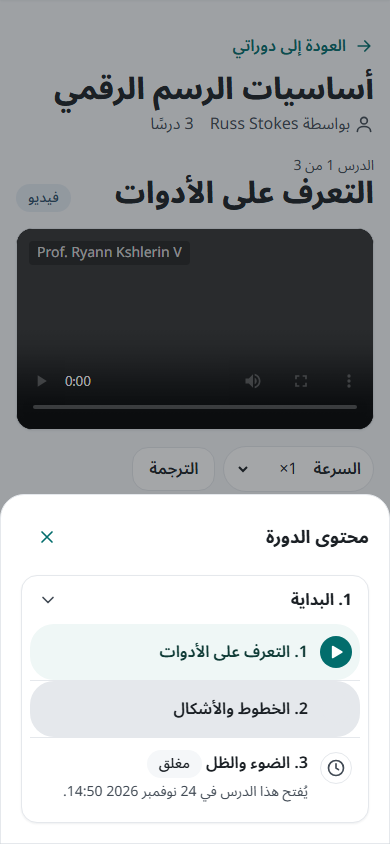 العودة إلى دوراتي
أساسيات الرسم الرقمي
بواسطة Russ Stokes 3 درسًا
الدرس 1 من 3
التعرف على الأدوات فيديو
Prof. Ryann Kshlerin V
0:00
السرعة 1× الترجمة
محتوى الدورة
1. البداية
1. التعرف على الأدوات
2. الخطوط والأشكال
3. الضوء والظل مغلق
يُفتح هذا الدرس في 24 نوفمبر 2026 14:50.